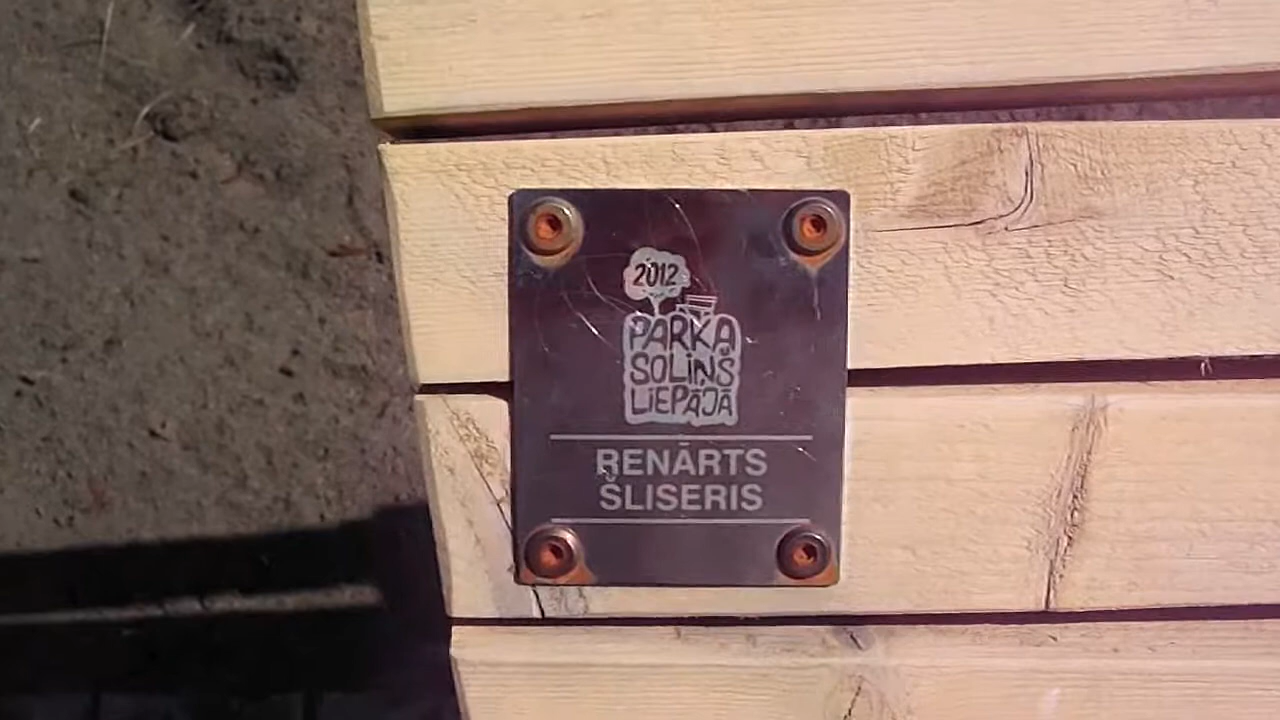 2012
PARKA
SOLIŅŠ
LIEPĀJĀ
RENĀRTS
ŠLISERIS